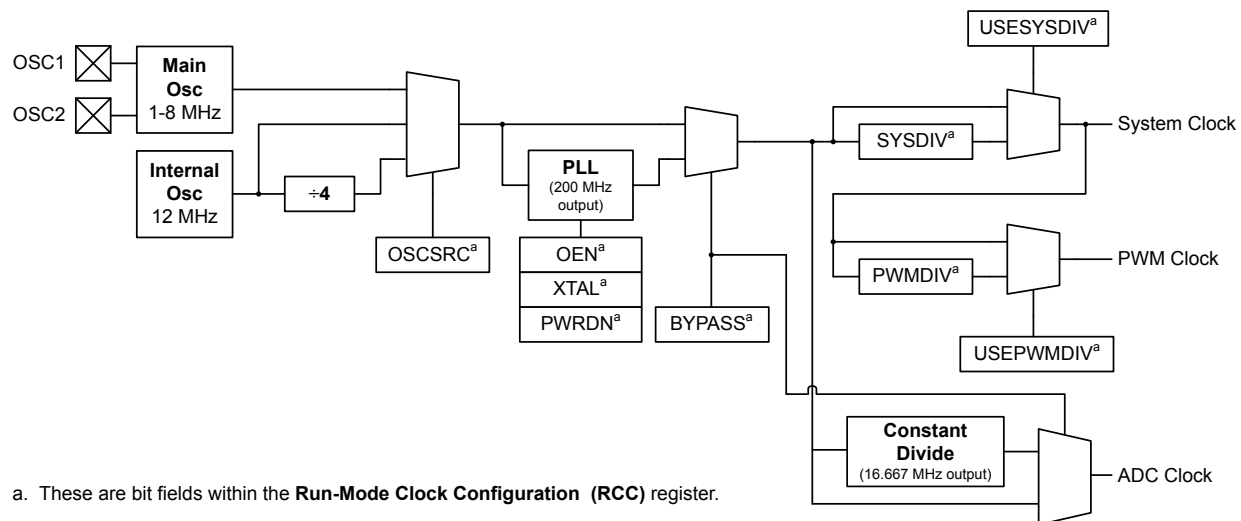 USESYSDIVa
OSC1
Main
Osc
1-8 MHz
OSC2
System Clock
SYSDIVa
Internal
Osc
12 MHz
÷4
PLL
(200 MHz
output)
OSCSRCa
OENa
XTALa
PWRDNa
BYPASSa
PWMDIVa
PWM Clock
USEPWMDIVa
Constant
Divide
(16.667 MHz output)
ADC Clock
a. These are bit fields within the Run-Mode Clock Configuration (RCC) register.